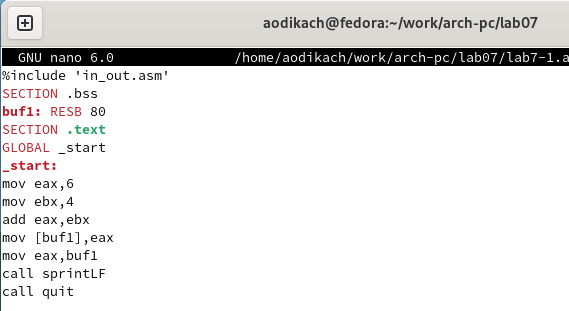 aodikach@fedora:~/work/arch-pc/lab07
GNU nano 6.0 /home/aodikach/work/arch-pc/lab07/lab7-1.a
%include 'in_out.asm'
SECTION .bss
buf1: RESB 80
SECTION .text
GLOBAL _start
_start:
mov eax,6
mov ebx,4
add eax,ebx
mov [buf1],eax
mov eax,buf1
call sprintLF
call quit